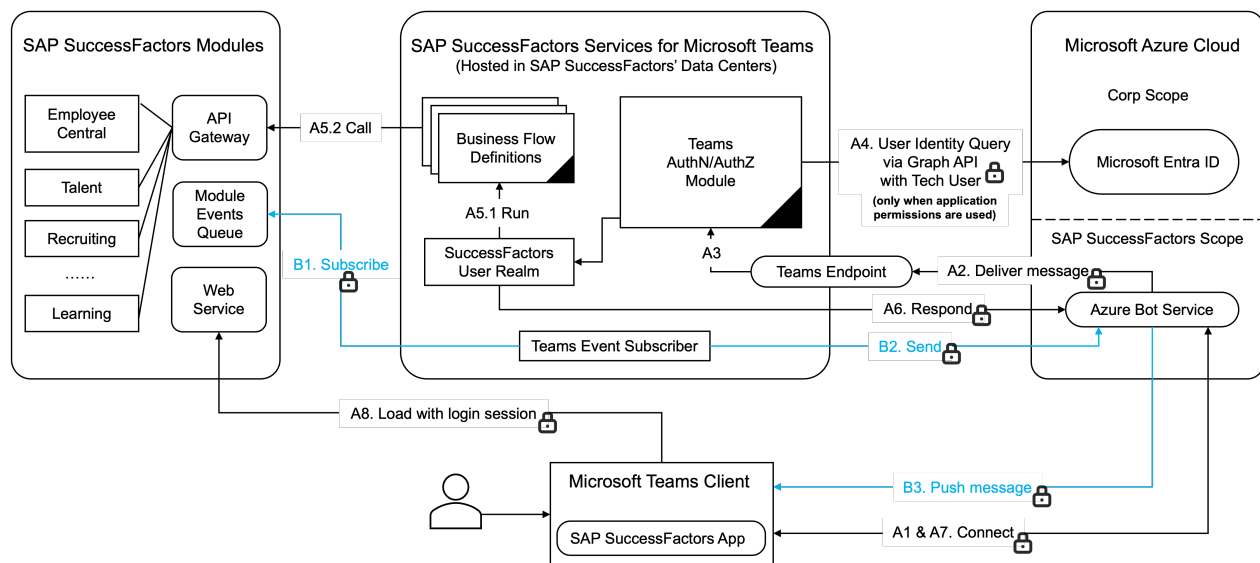 SAP SuccessFactors Modules
Employee
Central
Talent
Recruiting
......
Learning
API
Gateway
Module
Events
Queue
Web
Service
A5.2 Call
B1. Subscribe
SAP SuccessFactors Services for Microsoft Teams
(Hosted in SAP SuccessFactors' Data Centers)
Business Flow
Definitions
A5.1 Run
SuccessFactors
User Realm
Teams
AuthN/AuthZ
Module
A3
Teams Endpoint
Teams Event Subscriber
A4. User Identity Query
via Graph API
with Tech User
(only when application
permissions are used)
A2. Deliver message
A6. Respond
B2. Send
Microsoft Azure Cloud
Corp Scope
Microsoft Entra ID
SAP SuccessFactors Scope
Azure Bot Service
A8. Load with login session
Microsoft Teams Client
SAP SuccessFactors App
B3. Push message
A1 & A7. Connect